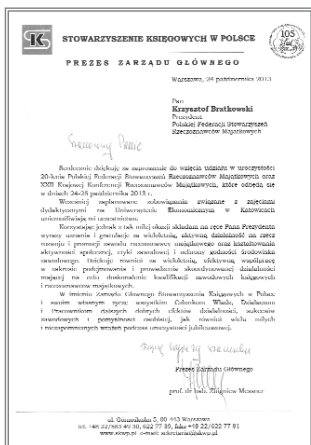 SK
STOWARZYSZENIE KSIĘGOWYCH W POLSCE
105
PREZES ZARZĄDU GŁÓWNEGO
Warszawa, 24 października 2013
Pan
Krzysztof Bratkowski
Prezydent
Polskiej Federacji Stowarzyszeń
Rzeczoznawców Majątkowych
Szanowny Panie
Serdecznie dziękuję za zaproszenie do wzięcia udziału w uroczystości
20-lecia Polskiej Federacji Stowarzyszeń Rzeczoznawców Majątkowych oraz
XXII Krajowej Konferencji Rzeczoznawców Majątkowych, które odbędą się
w dniach 24-25 października 2013 r.
Wcześniej zaplanowane zobowiązania związane z zajęciami
dydaktycznymi na Uniwersytecie Ekonomicznym w Katowicach
uniemożliwiają mi uczestnictwo.
Korzystając jednak z tak miłej okazji składam na ręce Pana Prezydenta
wyrazy uznania i gratulacje za wieloletnią, aktywną działalność na rzecz
rozwoju i promocji zawodu rzeczoznawcy majątkowego oraz kształtowania
aktywności społecznej, etyki zawodowej i ochrony godności środowiska
zawodowego. Dziękuję również za wieloletnią, efektywną współpracę
w zakresie podejmowania i prowadzenia skoordynowanej działalności
mającej na celu doskonalenie kwalifikacji zawodowych księgowych
i rzeczoznawców majątkowych.
W imieniu Zarządu Głównego Stowarzyszenia Księgowych w Polsce
i swoim własnym życzę wszystkim Członkom Władz, Działaczom
i Pracownikom dalszych dobrych efektów działalności, sukcesów
zawodowych i pomyślności osobistej, jak również wielu miłych
i niezapomnianych wrażeń podczas uroczystości jubileuszowej.
Prezes Zarządu Głównego
prof. dr hab. Zbigniew Messner
ul. Górnośląska 5, 00 443 Warszawa